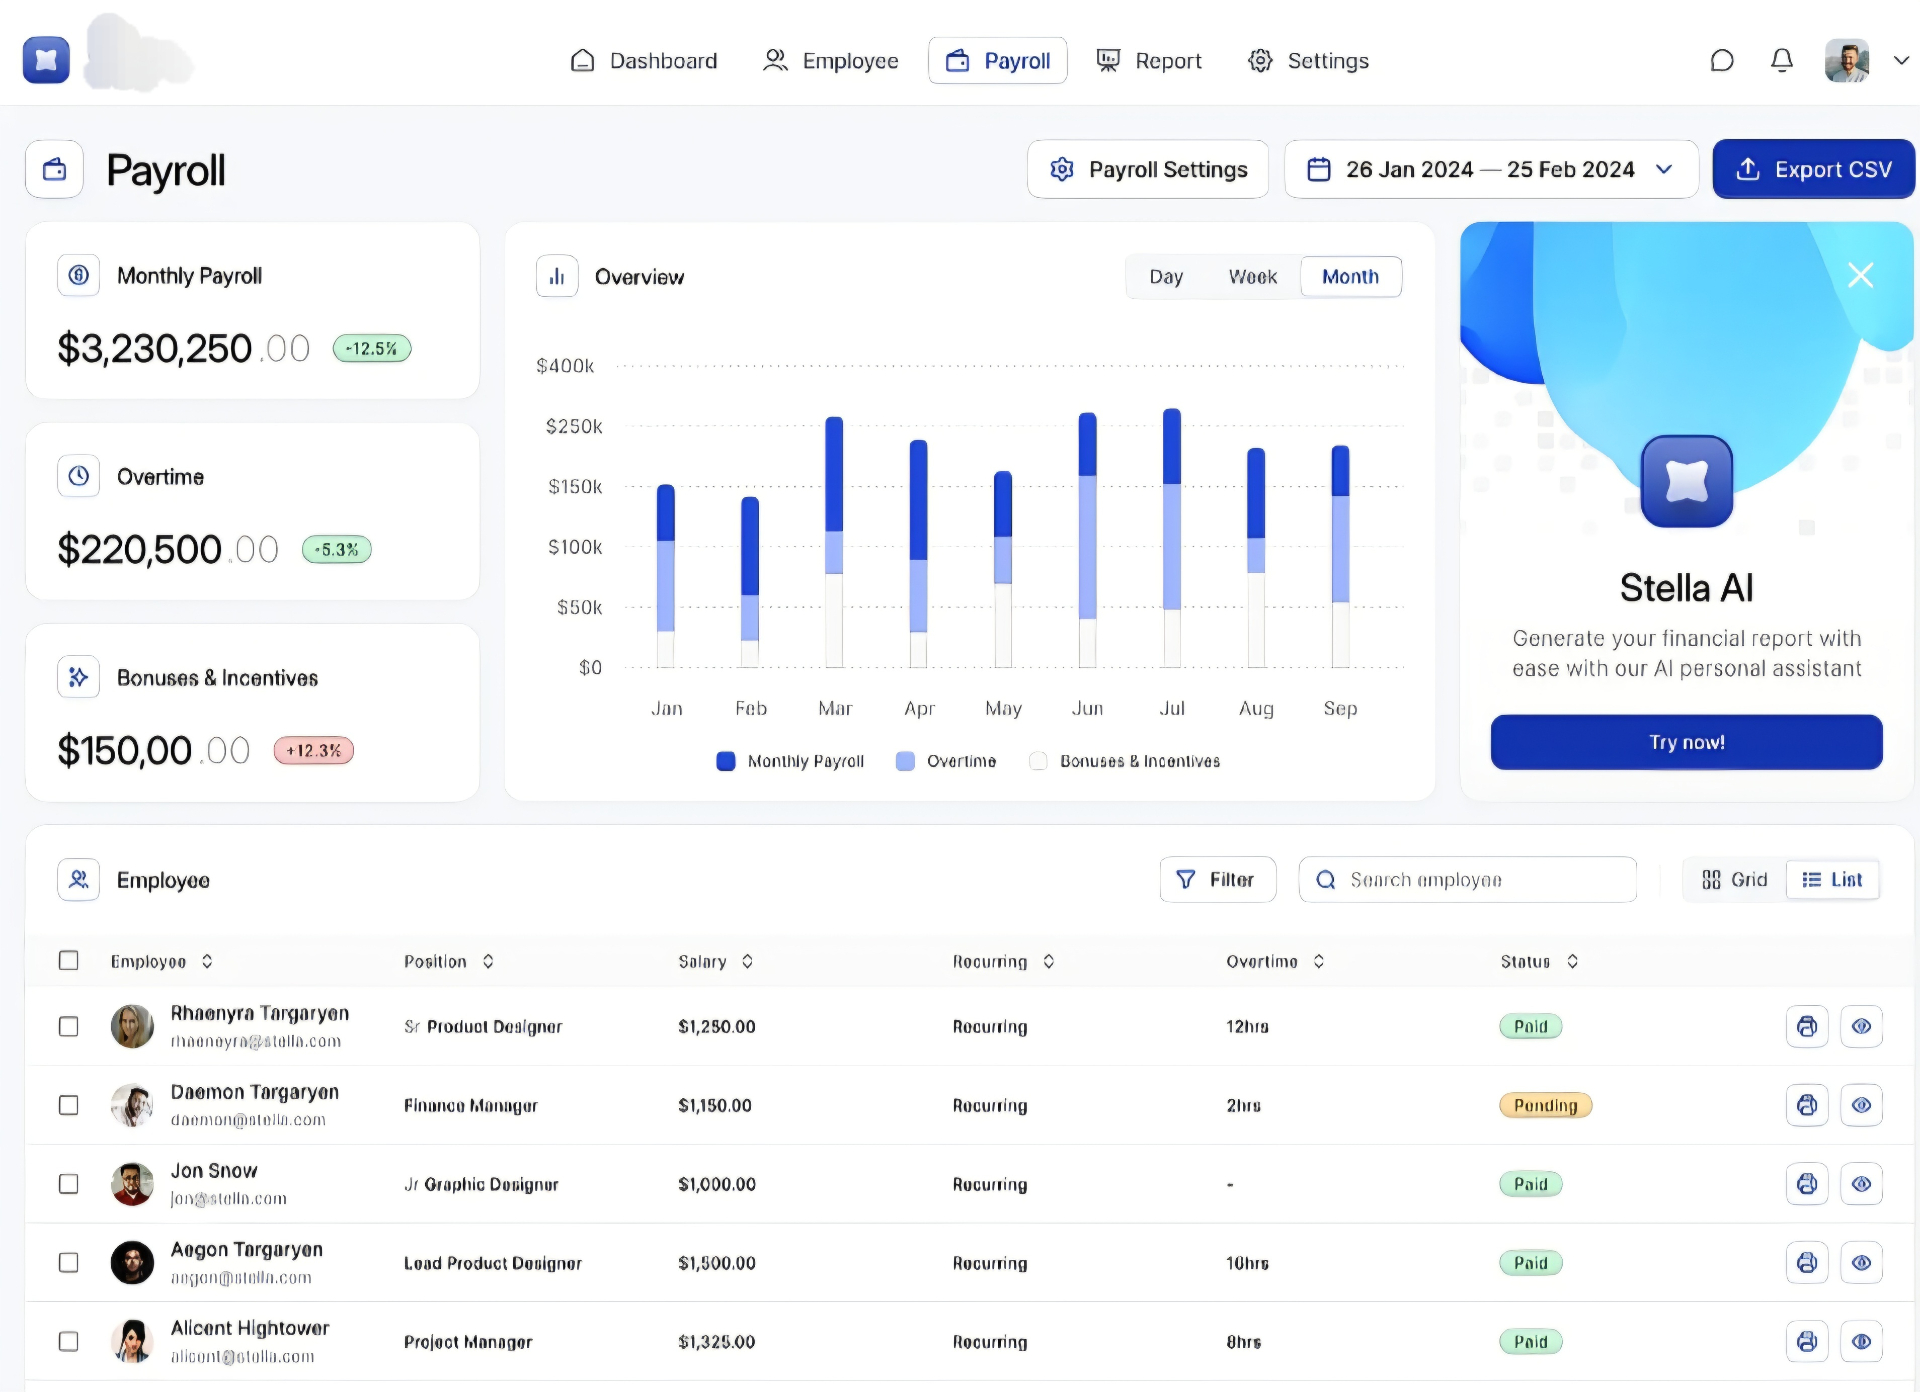 Dashboard
Employee
Payroll
Report
Settings
Payroll
Payroll Settings
26 Jan 2024 — 25 Feb 2024
Export CSV
Monthly Payroll
$3,230,250.00
-12.5%
Overtime
$220,500.00
-5.3%
Bonuses & Incentives
$150,00.00
+12.3%
Overview
Day
Week
Month
$400k
$250k
$150k
$100k
$50k
$0
Jan
Feb
Mar
Apr
May
Jun
Jul
Aug
Sep
Monthly Payroll
Overtime
Bonuses & Incentives
Stella AI
Generate your financial report with
ease with our AI personal assistant
Try now!
Employee
Filter
Search employee
Grid
List
Employee
Position
Salary
Recurring
Overtime
Status
Rhaenyra Targaryen
rhaeneyra@stella.com
Sr Product Designer
$1,250.00
Recurring
12hrs
Paid
Daemon Targaryen
daemon@stella.com
Finance Manager
$1,150.00
Recurring
2hrs
Pending
Jon Snow
jon@stella.com
Jr Graphic Designer
$1,000.00
Recurring
-
Paid
Aegon Targaryen
aegon@stella.com
Lead Product Designer
$1,500.00
Recurring
10hrs
Paid
Alicent Hightower
alicent@stella.com
Project Manager
$1,325.00
Recurring
8hrs
Paid